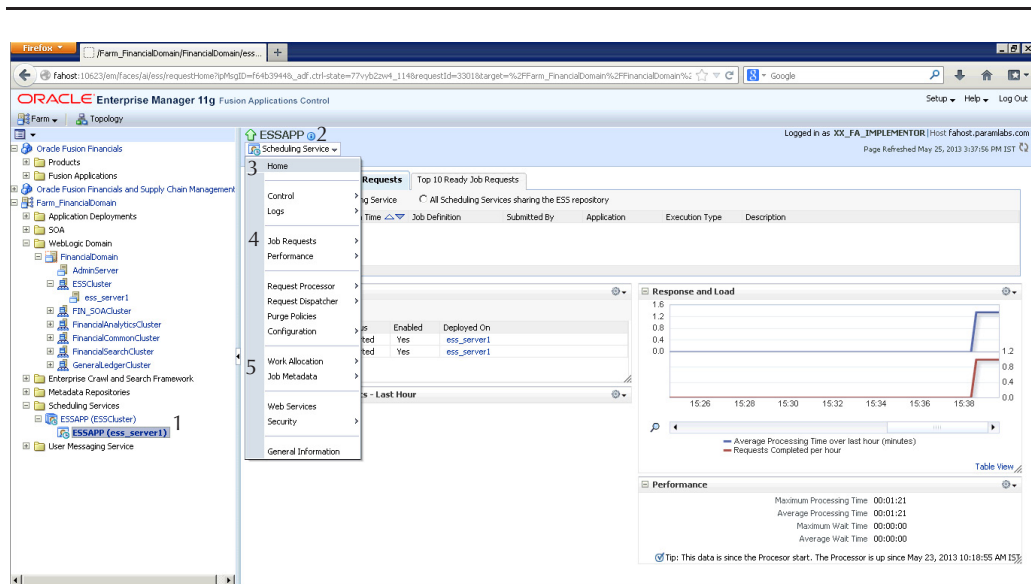 Firefox
/Farm_FinancialDomain/FinancialDomain/ess...
fahost:10623/em/faces/ai/ess/requestHome?ipMsgID=f64b3944&_adf.ctrl-state=77vyb2zw4_114&requestId=3301&target=%2FFarm_FinancialDomain%2FFinancialDomain%2
Google
ORACLE Enterprise Manager 11g Fusion Applications Control
Setup Help Log Out
Farm Topology
ESSAPP 2
Logged in as XX_FA_IMPLEMENTOR | Host fahost.paramlabs.com
Scheduling Service
Page Refreshed May 25, 2013 3:37:56 PM IST
Oracle Fusion Financials
Products
Fusion Applications
Oracle Fusion Financials and Supply Chain Management
Farm_FinancialDomain
Application Deployments
SOA
WebLogic Domain
FinancialDomain
AdminServer
ESSCluster
ess_server1
FIN_SOACluster
FinancialAnalyticsCluster
FinancialCommonCluster
FinancialSearchCluster
GeneralLedgerCluster
Enterprise Crawl and Search Framework
Metadata Repositories
Scheduling Services
ESSAPP (ESSCluster)
ESSAPP (ess_server1)
1
User Messaging Service
3 Home
Control
Logs
4 Job Requests
Performance
Request Processor
Request Dispatcher
Purge Policies
Configuration
5 Work Allocation
Job Metadata
Web Services
Security
General Information
Requests Top 10 Ready Job Requests
Service All Scheduling Services sharing the ESS repository
Time Job Definition Submitted By Application Execution Type Description
Enabled Deployed On
Yes ess_server1
Yes ess_server1
- Last Hour
Response and Load
1.6
1.2
0.8
0.4
0.0
1.2
0.8
0.4
0.0
15:26 15:28 15:30 15:32 15:34 15:36 15:38
Average Processing Time over last hour (minutes)
Requests Completed per hour
Table View
Performance
Maximum Processing Time 00:01:21
Average Processing Time 00:01:21
Maximum Wait Time 00:00:00
Average Wait Time 00:00:00
Tip: This data is since the Procesor start. The Processor is up since May 23, 2013 10:18:55 AM IST.